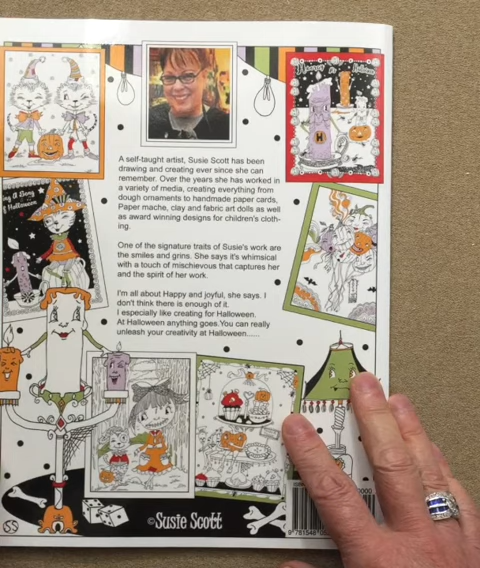 A self-taught artist, Susie Scott has been
drawing and creating ever since she can
remember. Over the years she has worked in
a variety of media, creating everything from
dough ornaments to handmade paper cards,
Paper mache, clay and fabric art dolls as well
as award winning designs for children's cloth-
ing.
One of the signature traits of Susie's work are
the smiles and grins. She says it's whimsical
with a touch of mischievous that captures her
and the spirit of her work.
I'm all about Happy and joyful, she says. I
don't think there is enough of it.
I especially like creating for Halloween.
At Halloween anything goes.You can really
unleash your creativity at Halloween......
Halloween
H
©Susie Scott
SS